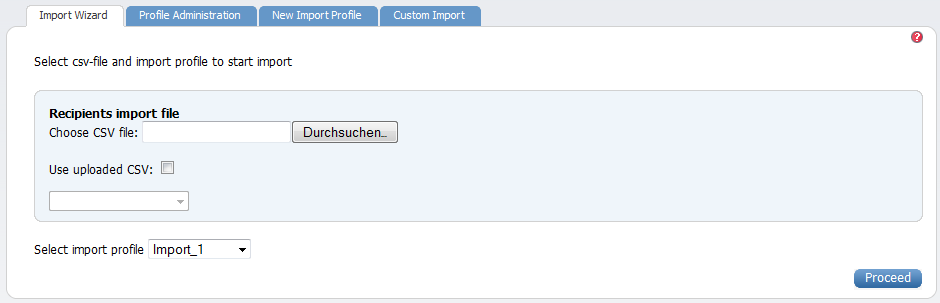 Import Wizard Profile Administration New Import Profile Custom Import
?
Select csv-file and import profile to start import
Recipients import file
Choose CSV file: Durchsuchen...
Use uploaded CSV:
Select import profile Import_1
Proceed